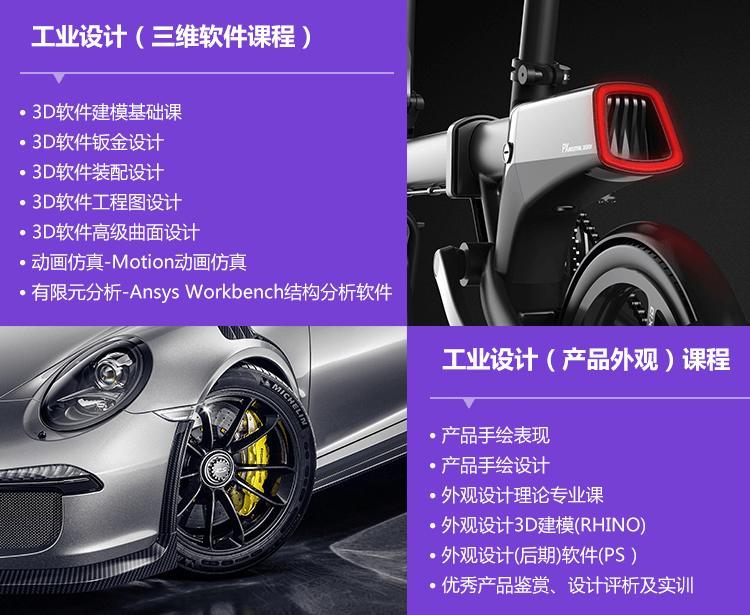 工业设计（三维软件课程）
• 3D软件建模基础课
• 3D软件钣金设计
• 3D软件装配设计
• 3D软件工程图设计
• 3D软件高级曲面设计
• 动画仿真-Motion动画仿真
• 有限元分析-Ansys Workbench结构分析软件
MICHELIN
工业设计（产品外观）课程
• 产品手绘表现
• 产品手绘设计
• 外观设计理论专业课
• 外观设计3D建模(RHINO)
• 外观设计(后期)软件(PS )
• 优秀产品鉴赏、设计评析及实训